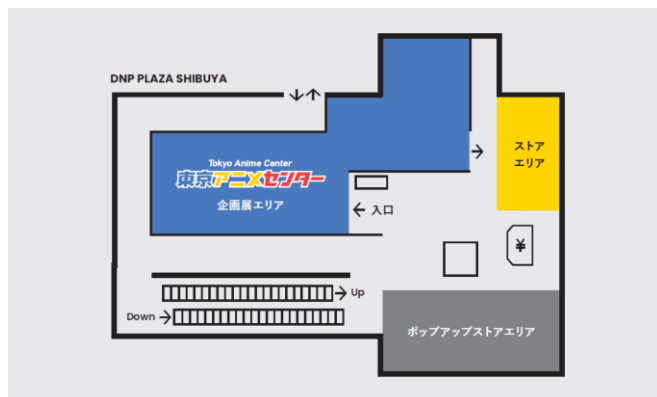 DNP PLAZA SHIBUYA
Tokyo Anime Center
東京アニメセンター
企画展エリア
ストア
エリア
入口
¥
Up
Down
ポップアップストアエリア